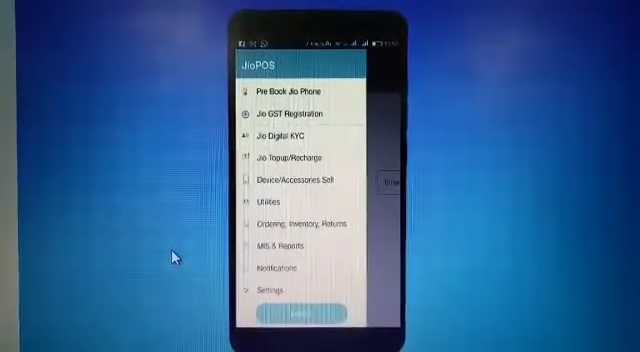 JioPOS
Pre Book Jio Phone
Jio GST Registration
Jio Digital KYC
Jio Topup/Recharge
Device/Accessories Sell
Utilities
Ordering, Inventory, Returns
MIS & Reports
Notifications
Settings